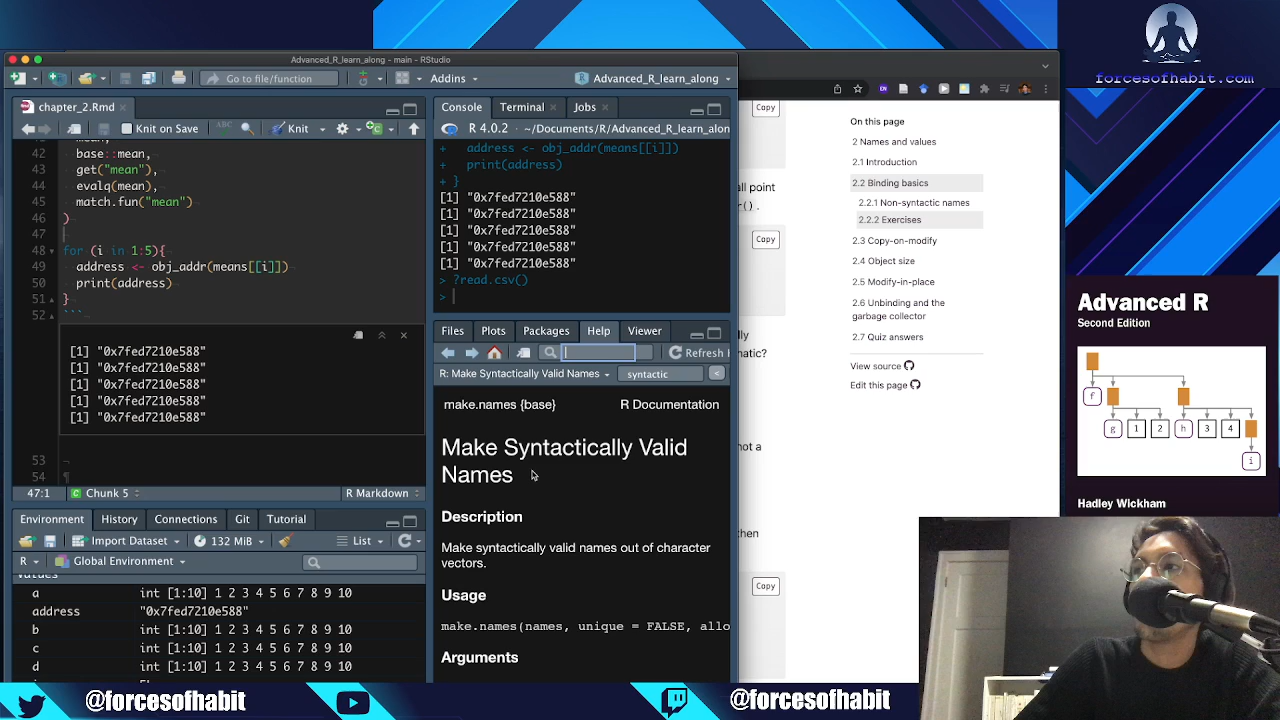 forcesofhabit.com
Advanced_R_learn_along - main - RStudio
Go to file/function
Addins
Advanced_R_learn_along
chapter_2.Rmd
Knit on Save
ABC
Knit
42 base::mean,
43 get("mean"),
44 evalq(mean),
45 match.fun("mean")
46 )
47
48 for (i in 1:5){
49 address <- obj_addr(means[[i]])
50 print(address)
51 }
52 ```
[1] "0x7fed7210e588"
[1] "0x7fed7210e588"
[1] "0x7fed7210e588"
[1] "0x7fed7210e588"
[1] "0x7fed7210e588"
53
54
47:1 Chunk 5 R Markdown
Environment History Connections Git Tutorial
Import Dataset 132 MiB List
R Global Environment
Values
a int [1:10] 1 2 3 4 5 6 7 8 9 10
address "0x7fed7210e588"
b int [1:10] 1 2 3 4 5 6 7 8 9 10
c int [1:10] 1 2 3 4 5 6 7 8 9 10
d int [1:10] 1 2 3 4 5 6 7 8 9 10
Console Terminal Jobs
R 4.0.2 · ~/Documents/R/Advanced_R_learn_alon
+ address <- obj_addr(means[[i]])
+ print(address)
+ }
[1] "0x7fed7210e588"
[1] "0x7fed7210e588"
[1] "0x7fed7210e588"
[1] "0x7fed7210e588"
[1] "0x7fed7210e588"
> ?read.csv()
>
Files Plots Packages Help Viewer
Refresh
R: Make Syntactically Valid Names syntactic <
make.names {base} R Documentation
Make Syntactically Valid
Names
Description
Make syntactically valid names out of character
vectors.
Usage
make.names(names, unique = FALSE, allo
Arguments
Copy
all point
r().
Copy
not a
then
Copy
On this page
2 Names and values
2.1 Introduction
2.2 Binding basics
2.2.1 Non-syntactic names
2.2.2 Exercises
2.3 Copy-on-modify
2.4 Object size
2.5 Modify-in-place
2.6 Unbinding and the
garbage collector
2.7 Quiz answers
View source
Edit this page
Advanced R
Second Edition
f
g 1 2 h 3 4
i
Hadley Wickham
@forcesofhabit
@forcesofhabit